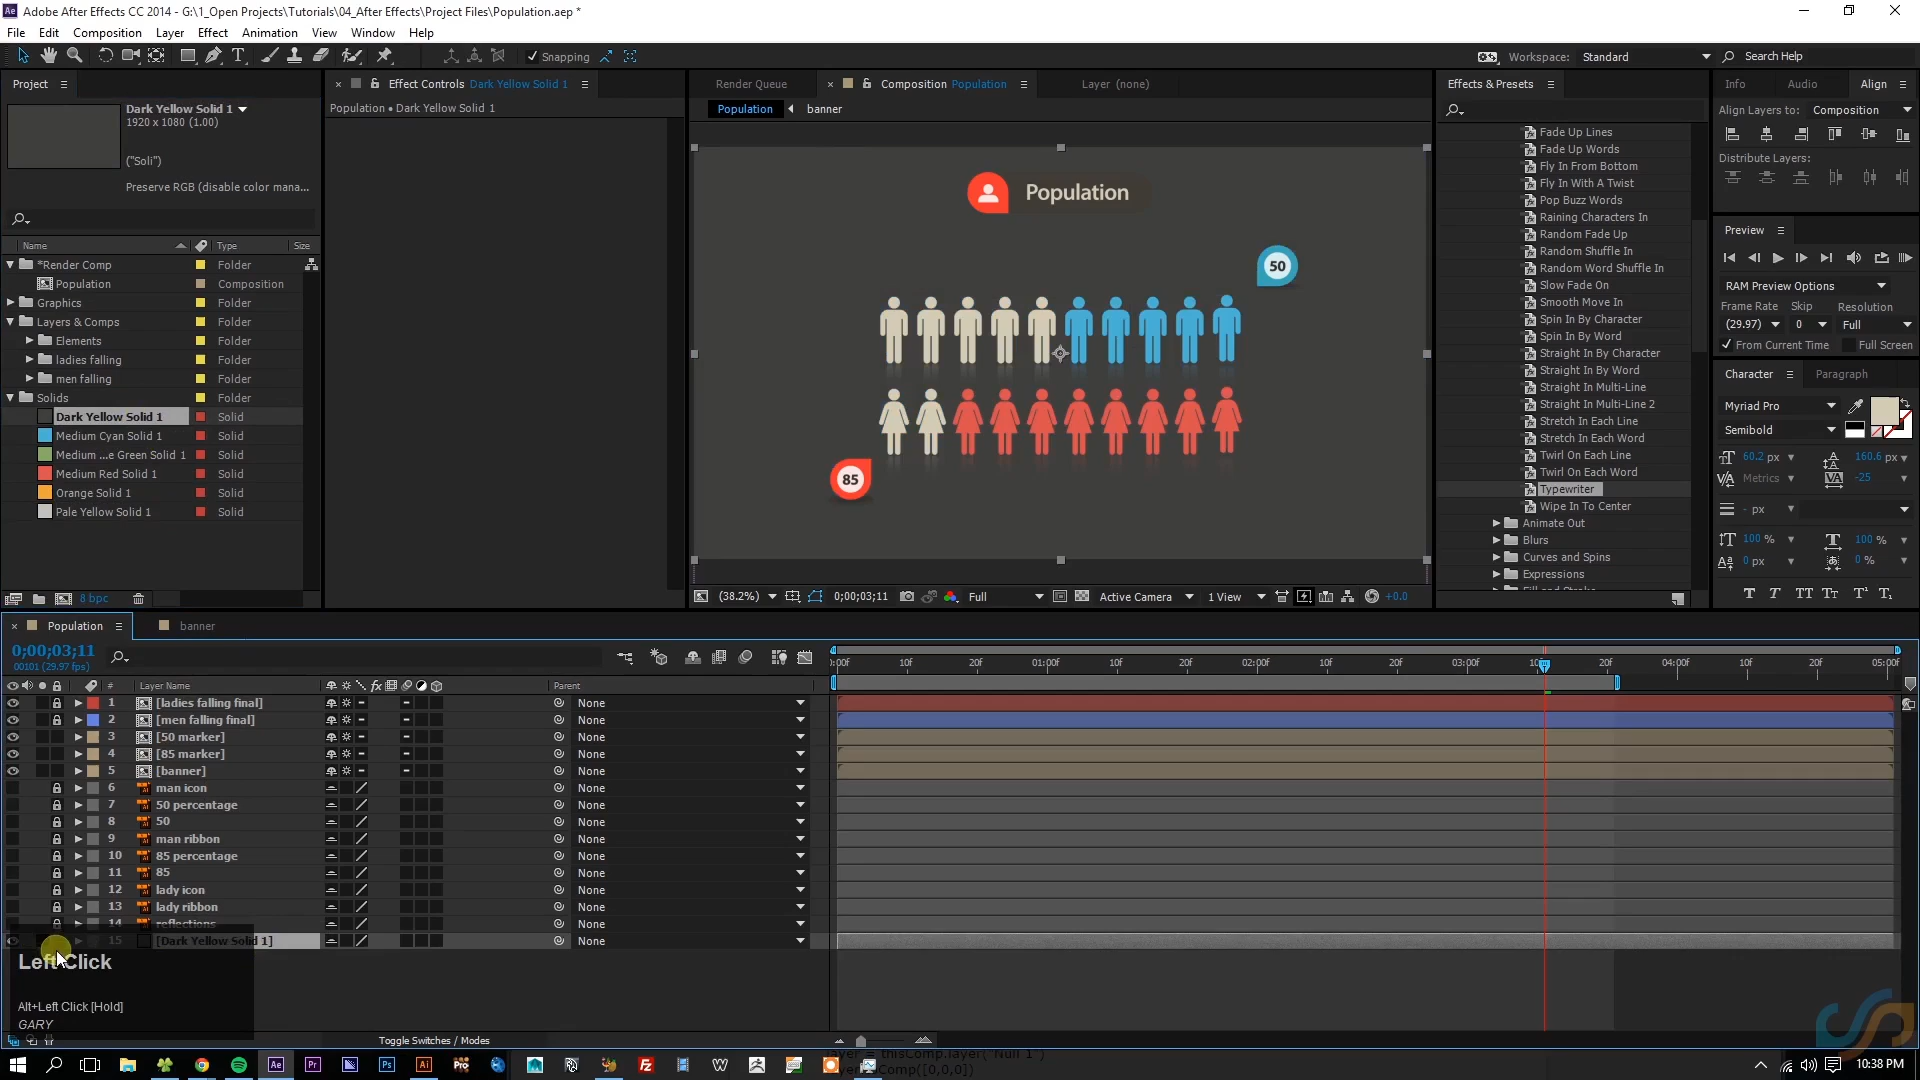 Adobe After Effects CC 2014 - G:\1_Open Projects\Tutorials\04_After Effects\Project Files\Population.aep *
File Edit Composition Layer Effect Animation View Window Help
Snapping
Workspace: Standard
Search Help
Project
Dark Yellow Solid 1
1920 x 1080 (1.00)
("Soli")
Preserve RGB (disable color mana...
Name Type Size
*Render Comp Folder
Population Composition
Graphics Folder
Layers & Comps Folder
Elements Folder
ladies falling Folder
men falling Folder
Solids Folder
Dark Yellow Solid 1 Solid
Medium Cyan Solid 1 Solid
Medium ...e Green Solid 1 Solid
Medium Red Solid 1 Solid
Orange Solid 1 Solid
Pale Yellow Solid 1 Solid
8 bpc
Effect Controls Dark Yellow Solid 1
Population • Dark Yellow Solid 1
Render Queue Composition Population Layer (none)
Population banner
Population
50
85
(38.2%) 0;00;03;11 Full Active Camera 1 View +0.0
Effects & Presets
Fade Up Lines
Fade Up Words
Fly In From Bottom
Fly In With A Twist
Pop Buzz Words
Raining Characters In
Random Fade Up
Random Shuffle In
Random Word Shuffle In
Slow Fade On
Smooth Move In
Spin In By Character
Spin In By Word
Straight In By Character
Straight In By Word
Straight In Multi-Line
Straight In Multi-Line 2
Stretch In Each Line
Stretch In Each Word
Twirl On Each Line
Twirl On Each Word
Typewriter
Wipe In To Center
Animate Out
Blurs
Curves and Spins
Expressions
Info Audio Align
Align Layers to: Composition
Distribute Layers:
Preview
RAM Preview Options
Frame Rate Skip Resolution
(29.97) 0 Full
From Current Time Full Screen
Character Paragraph
Myriad Pro
Semibold
60.2 px 160.6 px
Metrics -25
- px
100 % 100 %
0 px 0 %
T T TT Tt T¹ T₁
Population banner
0;00;03;11
00101 (29.97 fps)
:00f 10f 20f 01:00f 10f 20f 02:00f 10f 20f 03:00f 10f 20f 04:00f 10f 20f 05:00f
# Layer Name Parent
1 [ladies falling final] None
2 [men falling final] None
3 [50 marker] None
4 [85 marker] None
5 [banner] None
6 man icon None
7 50 percentage None
8 50 None
9 man ribbon None
10 85 percentage None
11 85 None
12 lady icon None
13 lady ribbon None
14 reflections None
15 [Dark Yellow Solid 1] None
Left Click
Alt+Left Click [Hold]
GARY
Toggle Switches / Modes
layer = thisComp.layer("Null 1")
Comp([0,0,0])
10:38 PM